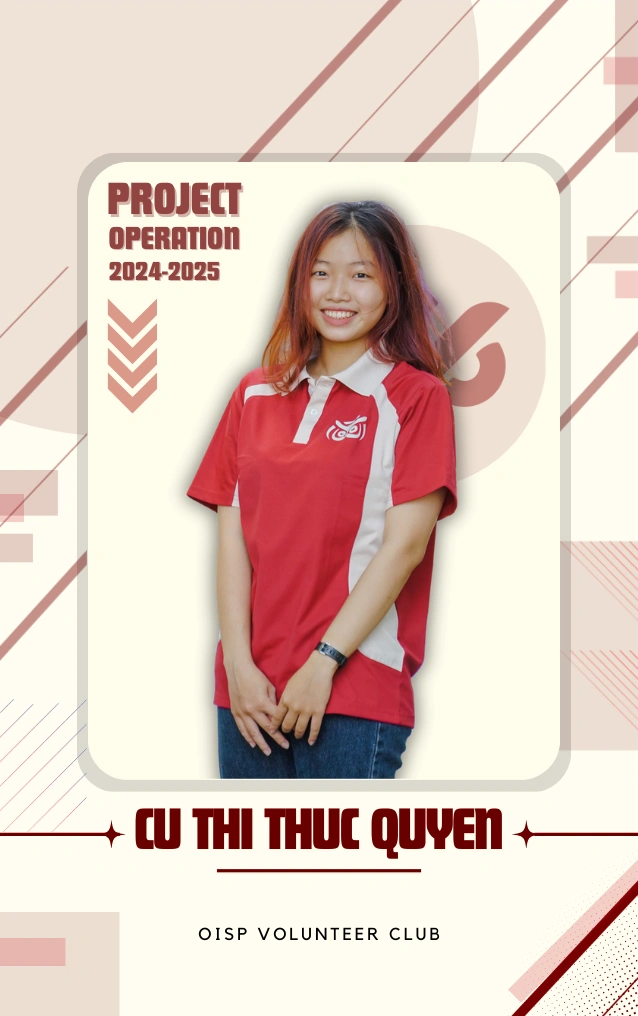 PROJECT
OPERATION
2024-2025
CU THI THUC QUYEN
OISP VOLUNTEER CLUB